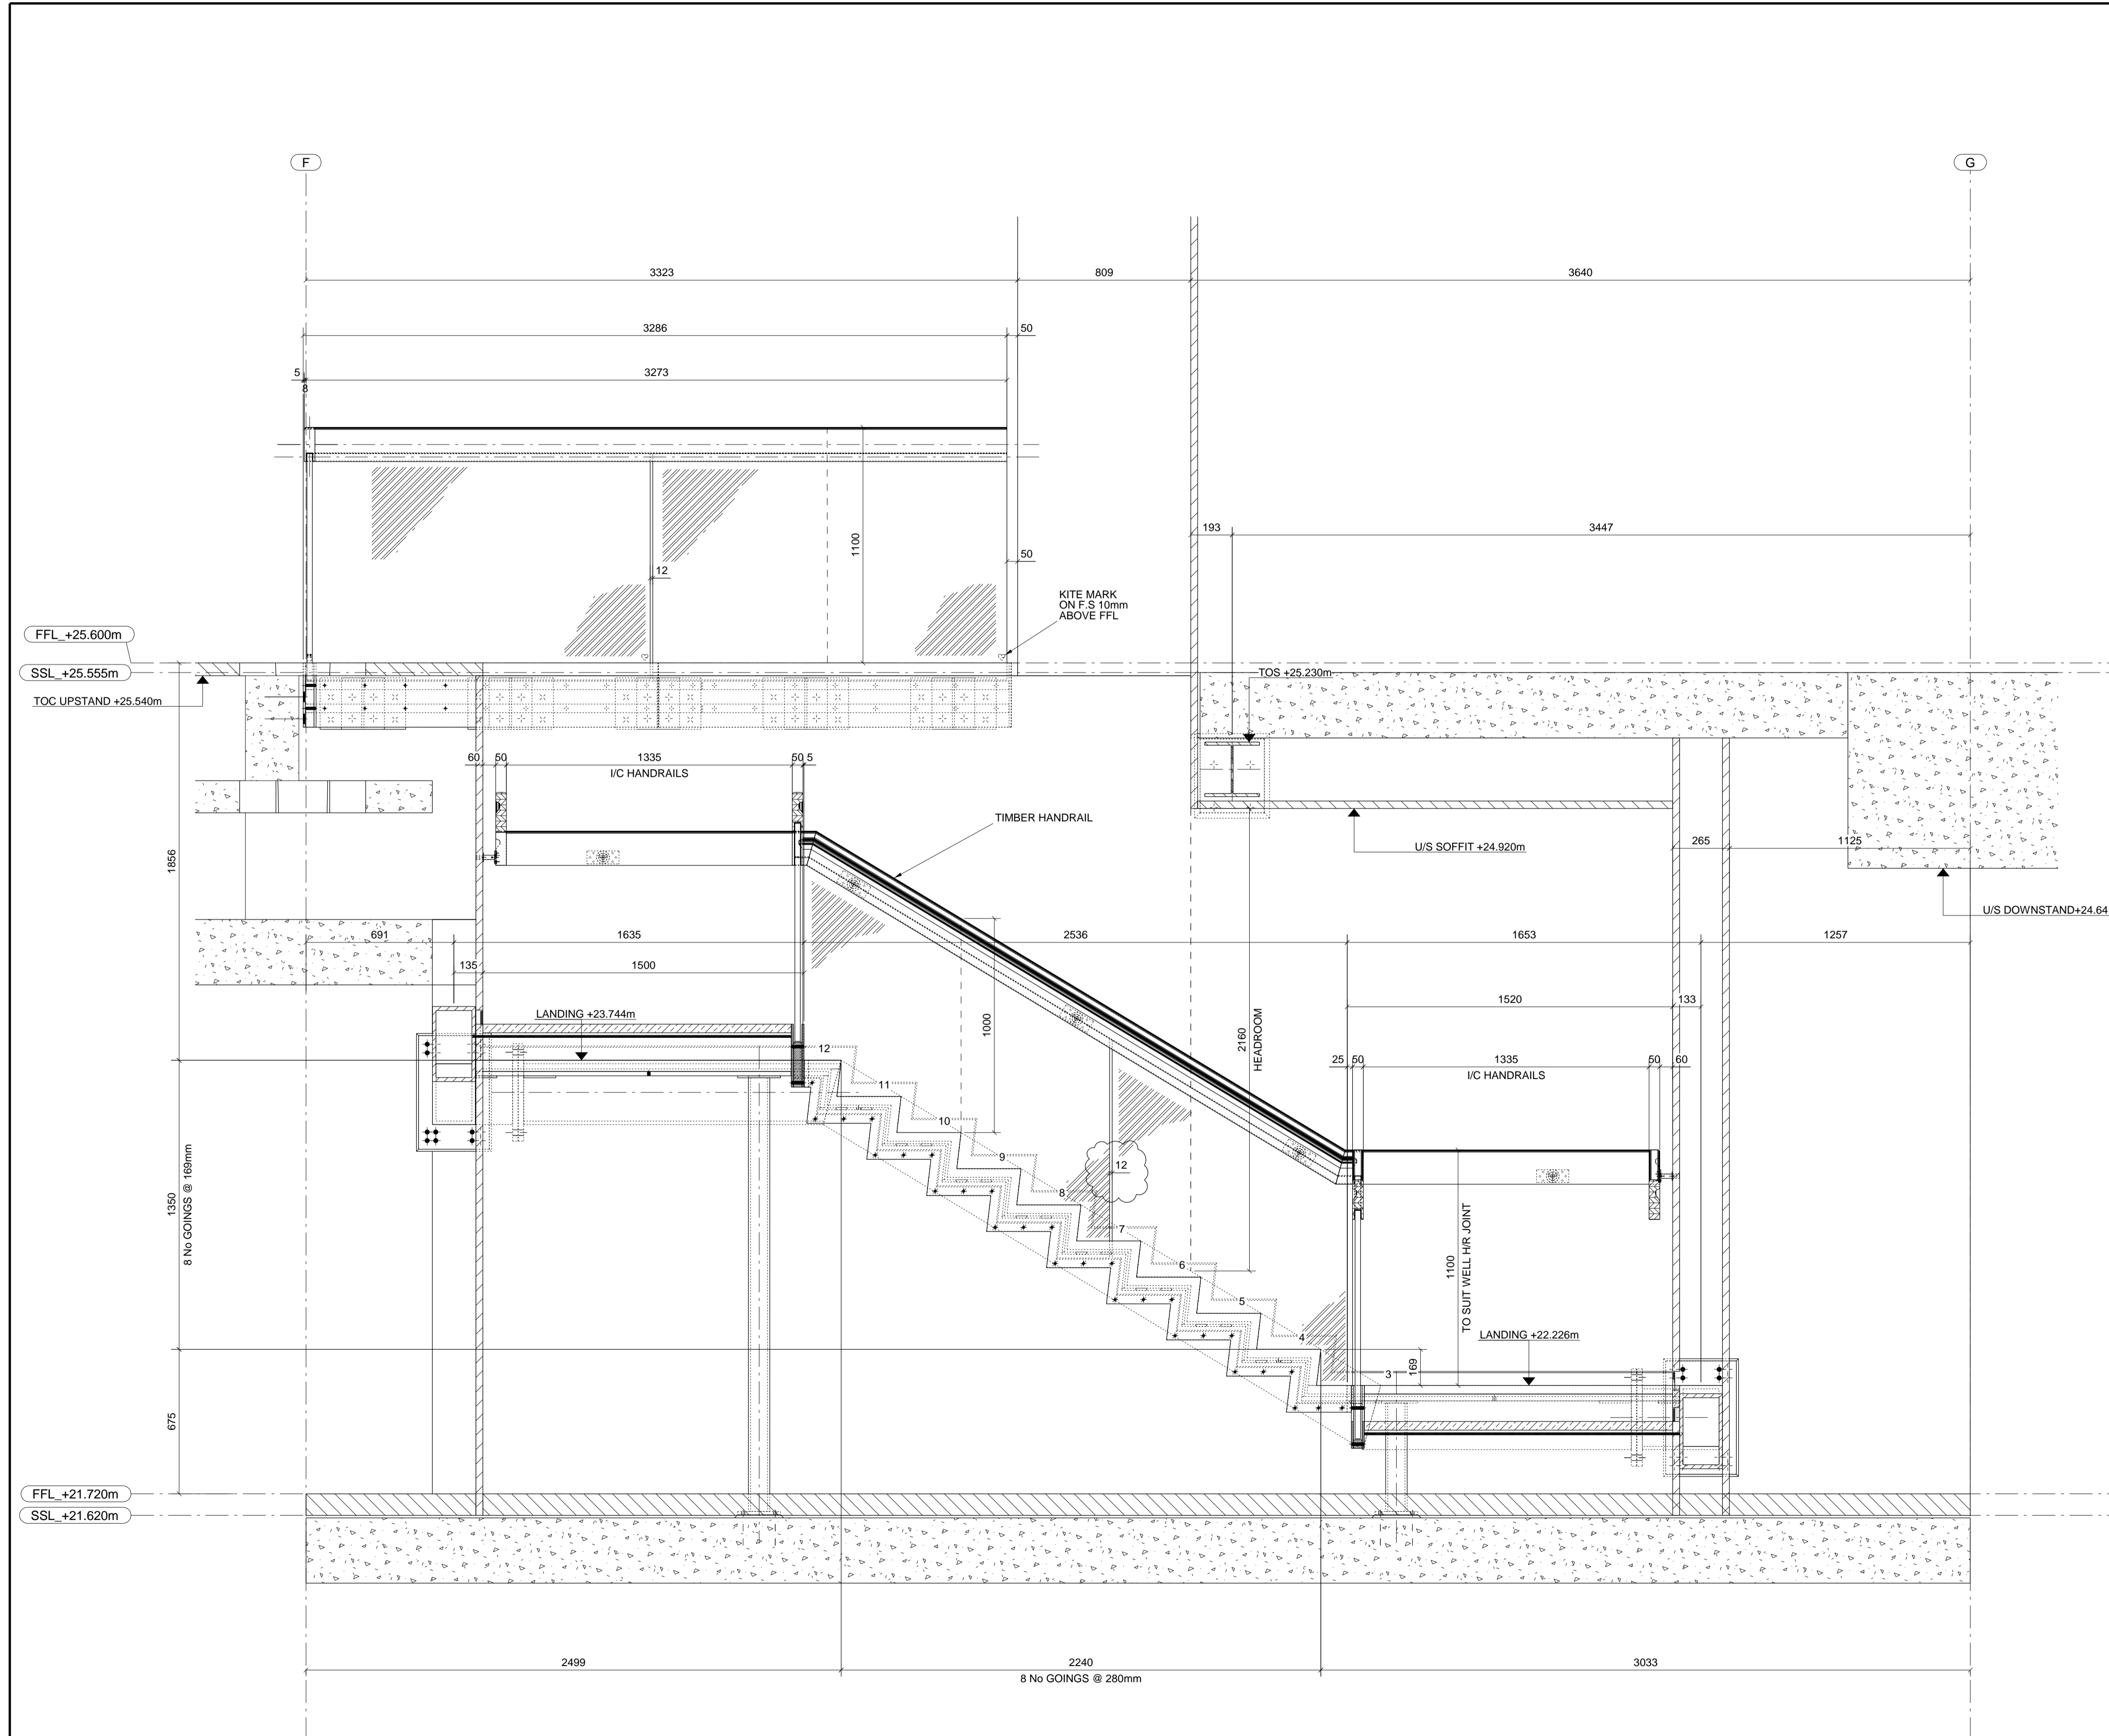 F
G
3323
809
3640
3286
50
5
8
3273
193
3447
1100
50
12
KITE MARK
ON F.S 10mm
ABOVE FFL
FFL_+25.600m
SSL_+25.555m
TOC UPSTAND +25.540m
TOS +25.230m
60
50
1335
50
5
I/C HANDRAILS
TIMBER HANDRAIL
U/S SOFFIT +24.920m
265
1125
1856
U/S DOWNSTAND+24.64
691
1635
2536
1653
1257
135
1500
1520
133
LANDING +23.744m
1000
2160
HEADROOM
25
50
1335
50
60
I/C HANDRAILS
12
11
10
9
8
12
7
6
5
4
3
1350
8 No GOINGS @ 169mm
1100
TO SUIT WELL H/R JOINT
LANDING +22.226m
169
675
FFL_+21.720m
SSL_+21.620m
2499
2240
3033
8 No GOINGS @ 280mm